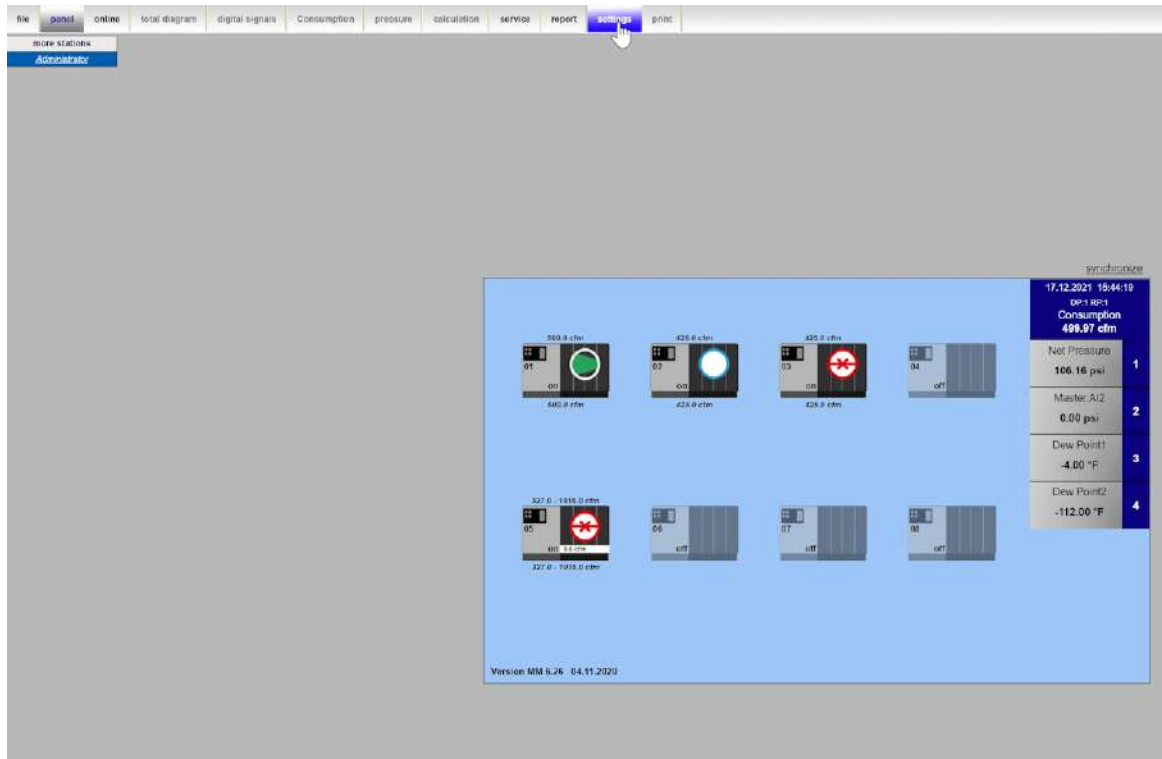 file panel online total diagram digital signals Consumption pressure calculation service report settings print
more stations
Administrator
synchronize
17.12.2021 15:44:19
DP:1 RP:1
Consumption
499.97 cfm
Net Pressure
106.16 psi
1
Master.AI2
0.00 psi
2
Dew Point1
-4.00 °F
3
Dew Point2
-112.00 °F
4
500.0 cfm
01
on
500.0 cfm
425.0 cfm
02
on
425.0 cfm
425.0 cfm
03
on
425.0 cfm
04
off
327.0 - 1015.0 cfm
05
on
327.0 - 1015.0 cfm
06
off
07
off
08
off
Version MM 6.26 04.11.2020